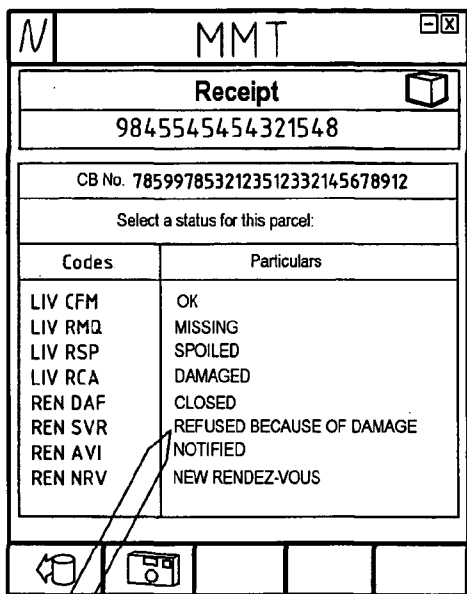 N MMT
Receipt
9845545454321548
CB No. 7859978532123512332145678912
Select a status for this parcel:
Codes Particulars
LIV CFM OK
LIV RMQ MISSING
LIV RSP SPOILED
LIV RCA DAMAGED
REN DAF CLOSED
REN SVR REFUSED BECAUSE OF DAMAGE
REN AVI NOTIFIED
REN NRV NEW RENDEZ-VOUS